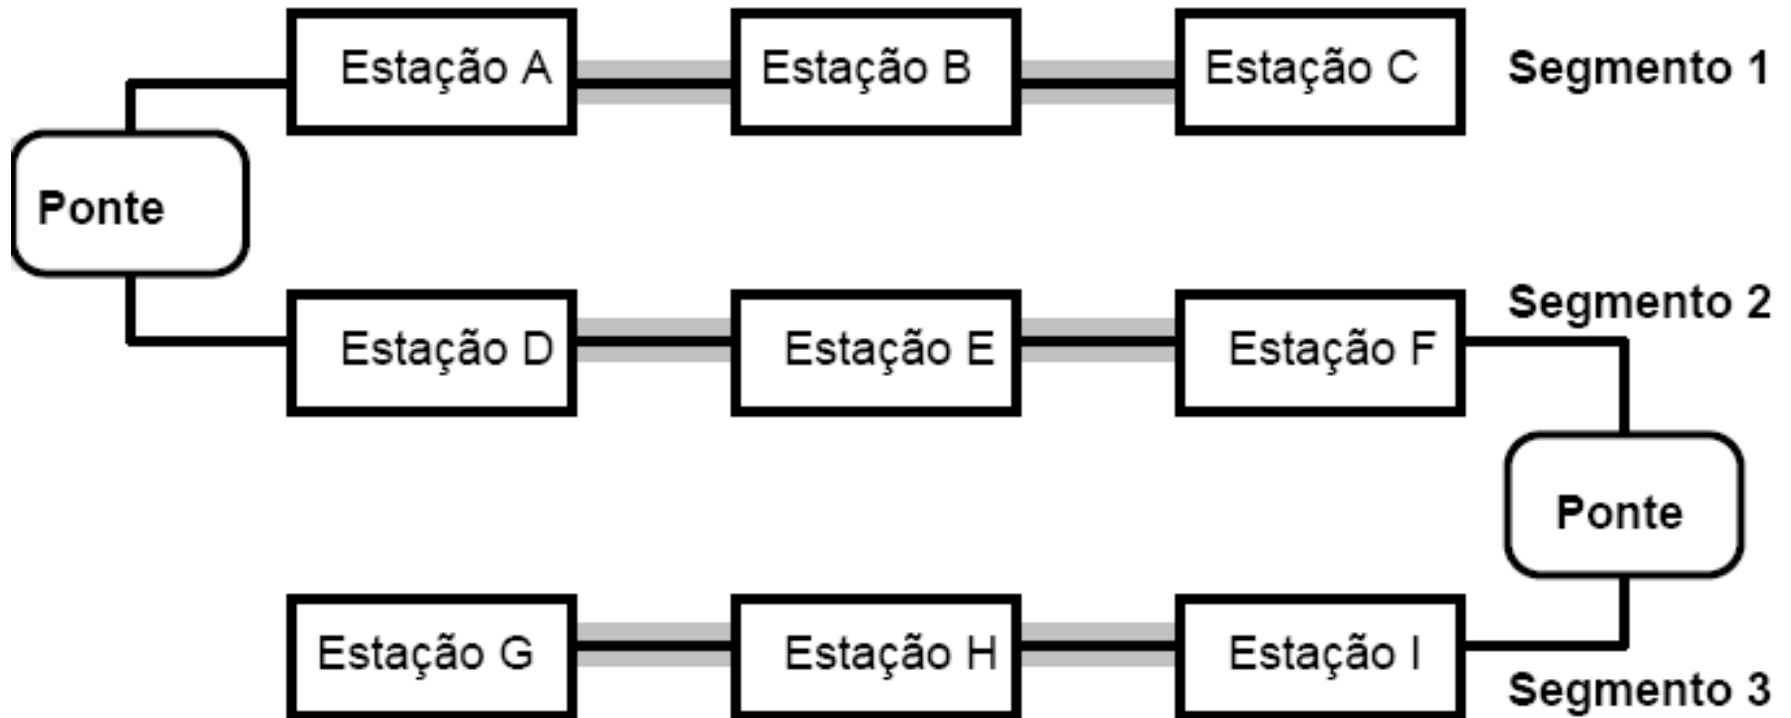 Estação A
Estação B
Estação C
Segmento 1
Ponte
Segmento 2
Estação D
Estação E
Estação F
Ponte
Estação G
Estação H
Estação I
Segmento 3